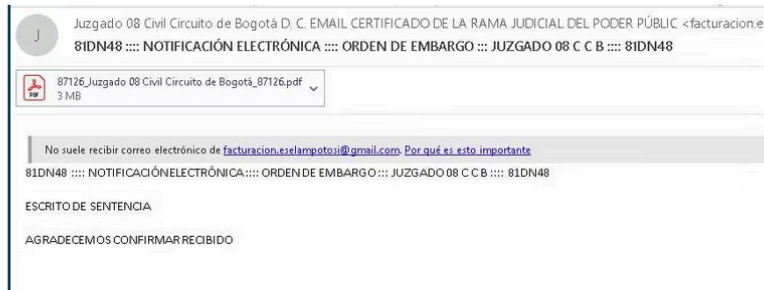 J
Juzgado 08 Civil Circuito de Bogotá D. C. EMAIL CERTIFICADO DE LA RAMA JUDICIAL DEL PODER PÚBLIC <facturacion.e
81DN48 :::: NOTIFICACIÓN ELECTRÓNICA :::: ORDEN DE EMBARGO ::: JUZGADO 08 C C B :::: 81DN48
PDF
87126_Juzgado 08 Civil Circuito de Bogotá_87126.pdf
3 MB
No suele recibir correo electrónico de facturacion.eselampotosi@gmail.com. Por qué es esto importante
81DN48 :::: NOTIFICACIÓN ELECTRÓNICA :::: ORDEN DE EMBARGO ::: JUZGADO 08 C C B :::: 81DN48
ESCRITO DE SENTENCIA
AGRADECEMOS CONFIRMAR RECIBIDO